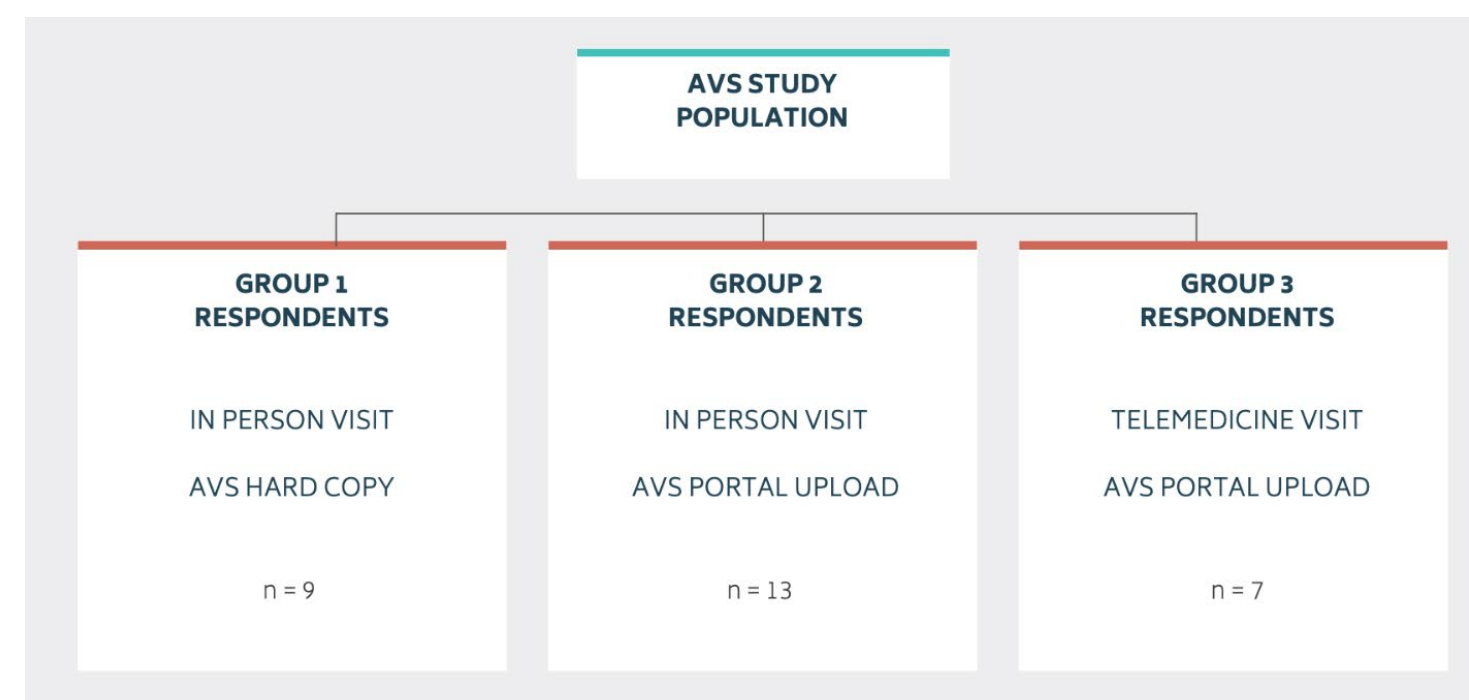 AVS STUDY
POPULATION
GROUP 1
RESPONDENTS
IN PERSON VISIT
AVS HARD COPY
n = 9
GROUP 2
RESPONDENTS
IN PERSON VISIT
AVS PORTAL UPLOAD
n = 13
GROUP 3
RESPONDENTS
TELEMEDICINE VISIT
AVS PORTAL UPLOAD
n = 7